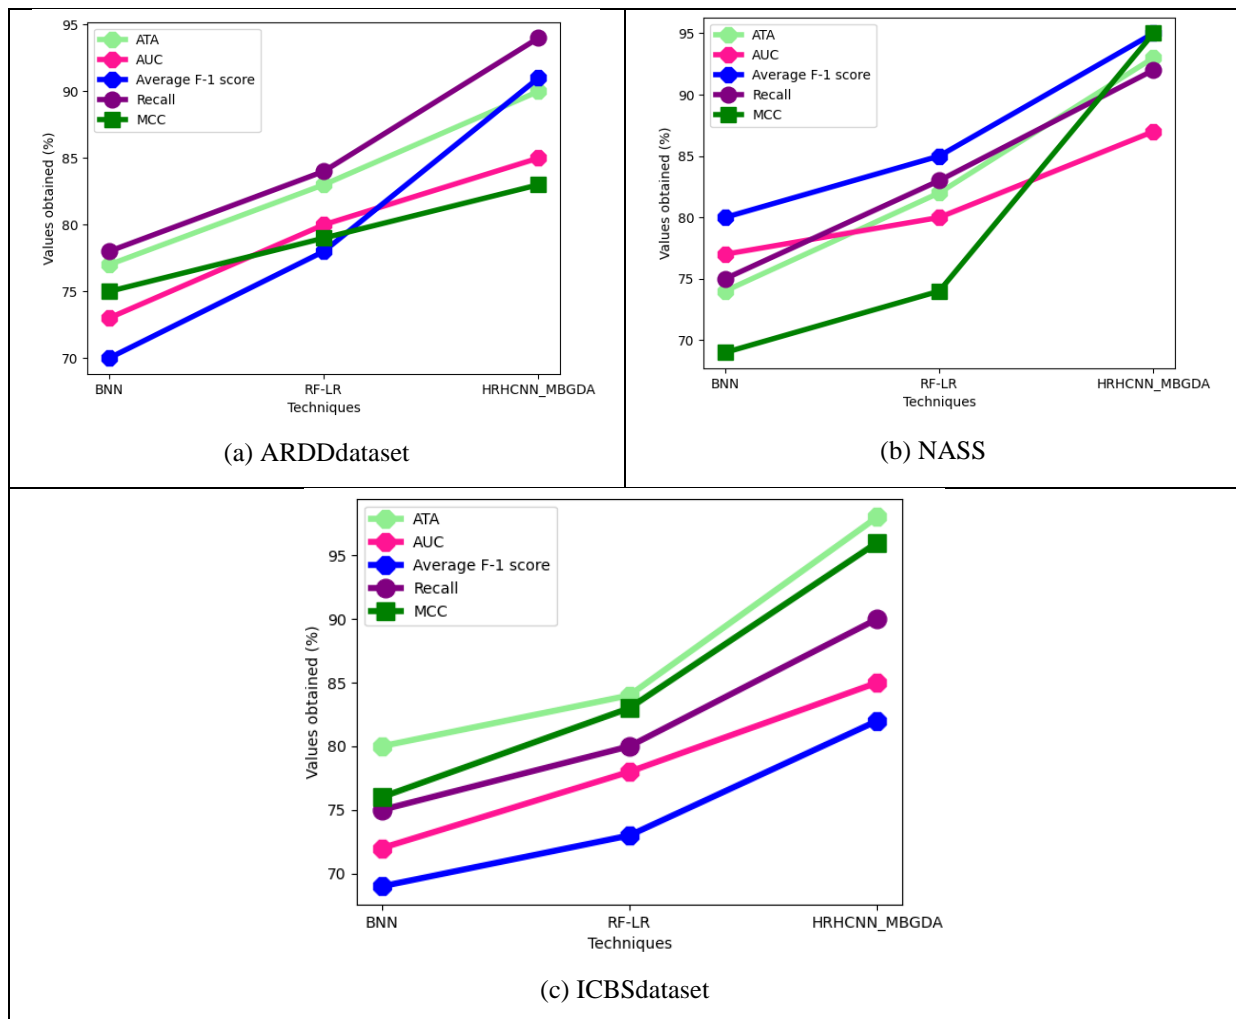 95
90
85
80
75
70
Values obtained (%)
ATA
AUC
Average F-1 score
Recall
MCC
BNN
RF-LR
HRHCNN_MBGDA
Techniques
(a) ARDDdataset
95
90
85
80
75
70
Values obtained (%)
ATA
AUC
Average F-1 score
Recall
MCC
BNN
RF-LR
HRHCNN_MBGDA
Techniques
(b) NASS
95
90
85
80
75
70
Values obtained (%)
ATA
AUC
Average F-1 score
Recall
MCC
BNN
RF-LR
HRHCNN_MBGDA
Techniques
(c) ICBSdataset